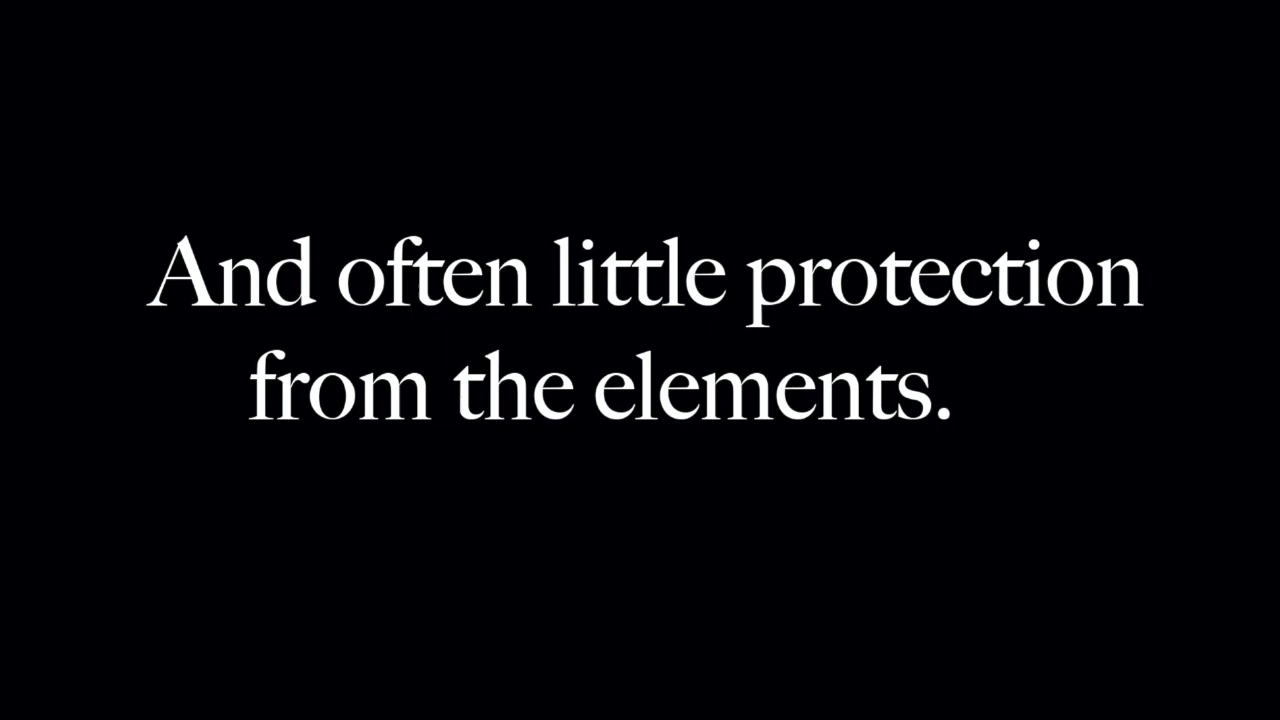 And often little protection
from the elements.